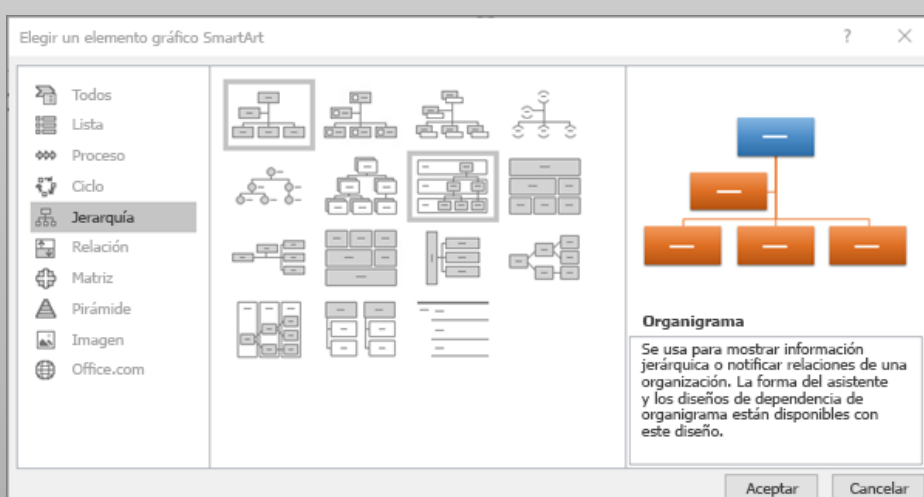 Elegir un elemento gráfico SmartArt
?
Todos
Lista
Proceso
Ciclo
Jerarquía
Relación
Matriz
Pirámide
Imagen
Office.com
Organigrama
Se usa para mostrar información
jerárquica o notificar relaciones de una
organización. La forma del asistente
y los diseños de dependencia de
organigrama están disponibles con
este diseño.
Aceptar
Cancelar